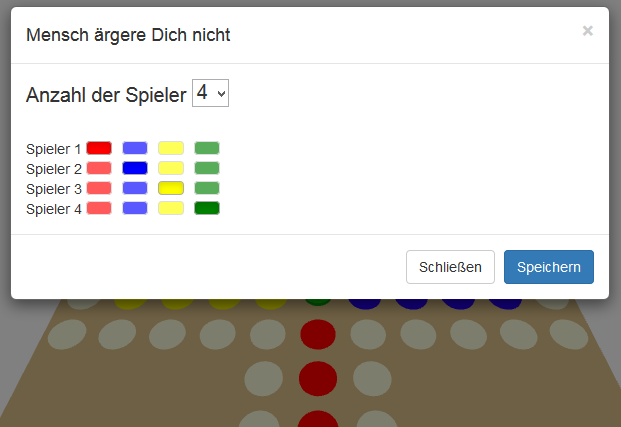 Mensch ärgere Dich nicht ×
Anzahl der Spieler 4
Spieler 1
Spieler 2
Spieler 3
Spieler 4
Schließen Speichern